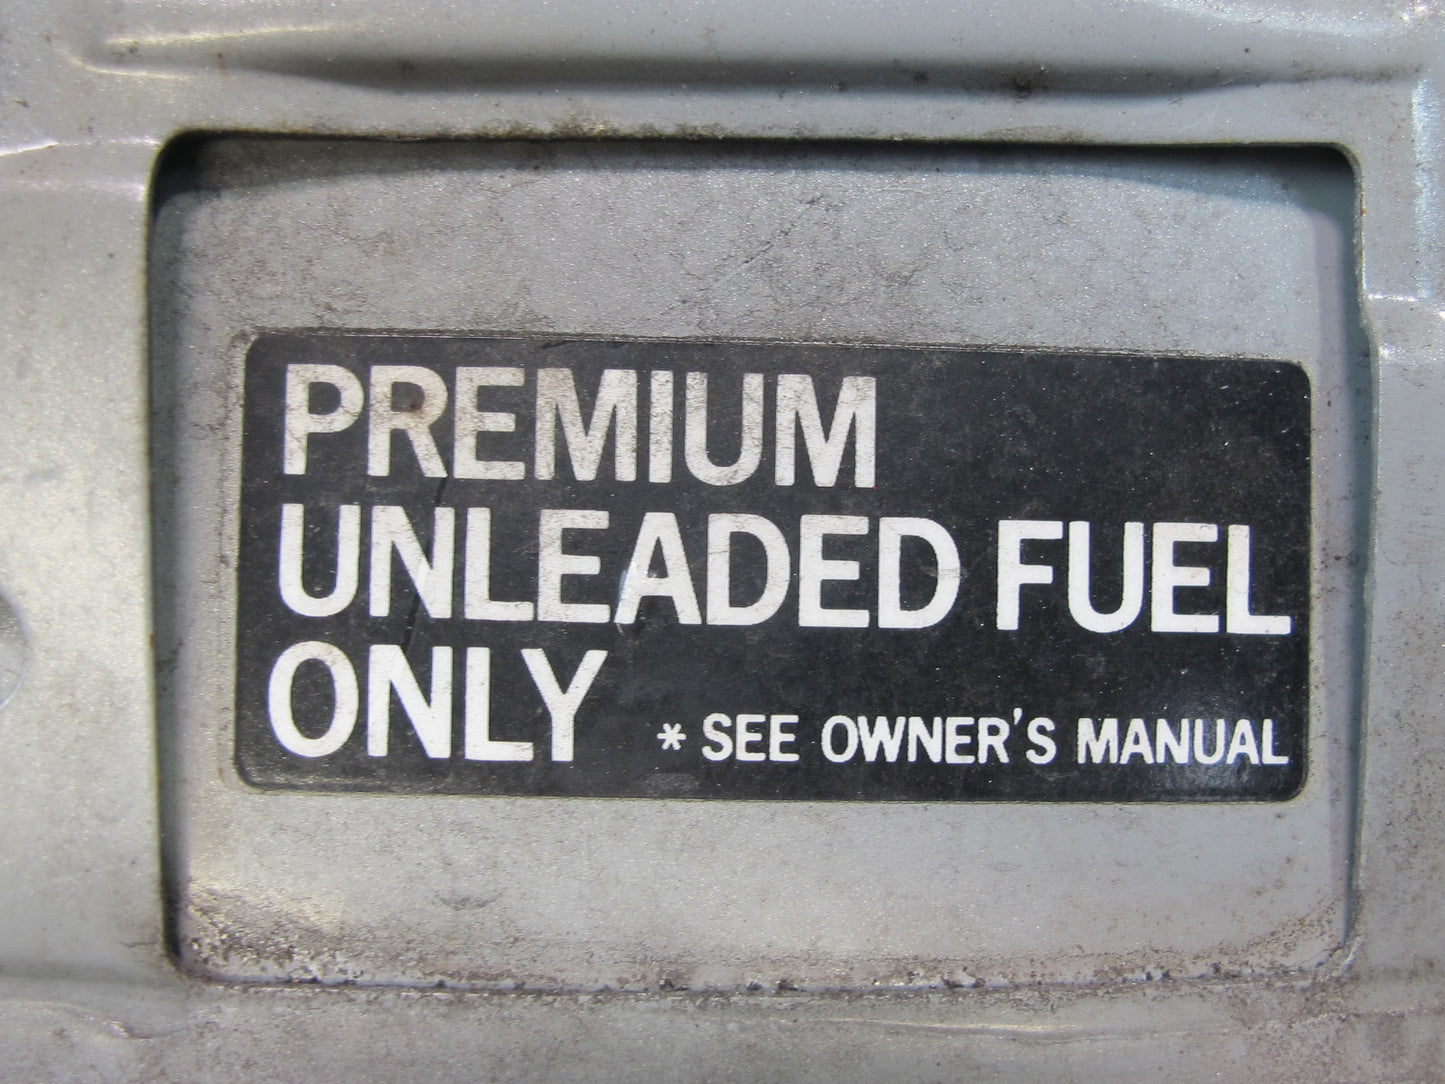 PREMIUM
UNLEADED FUEL
ONLY * SEE OWNER'S MANUAL